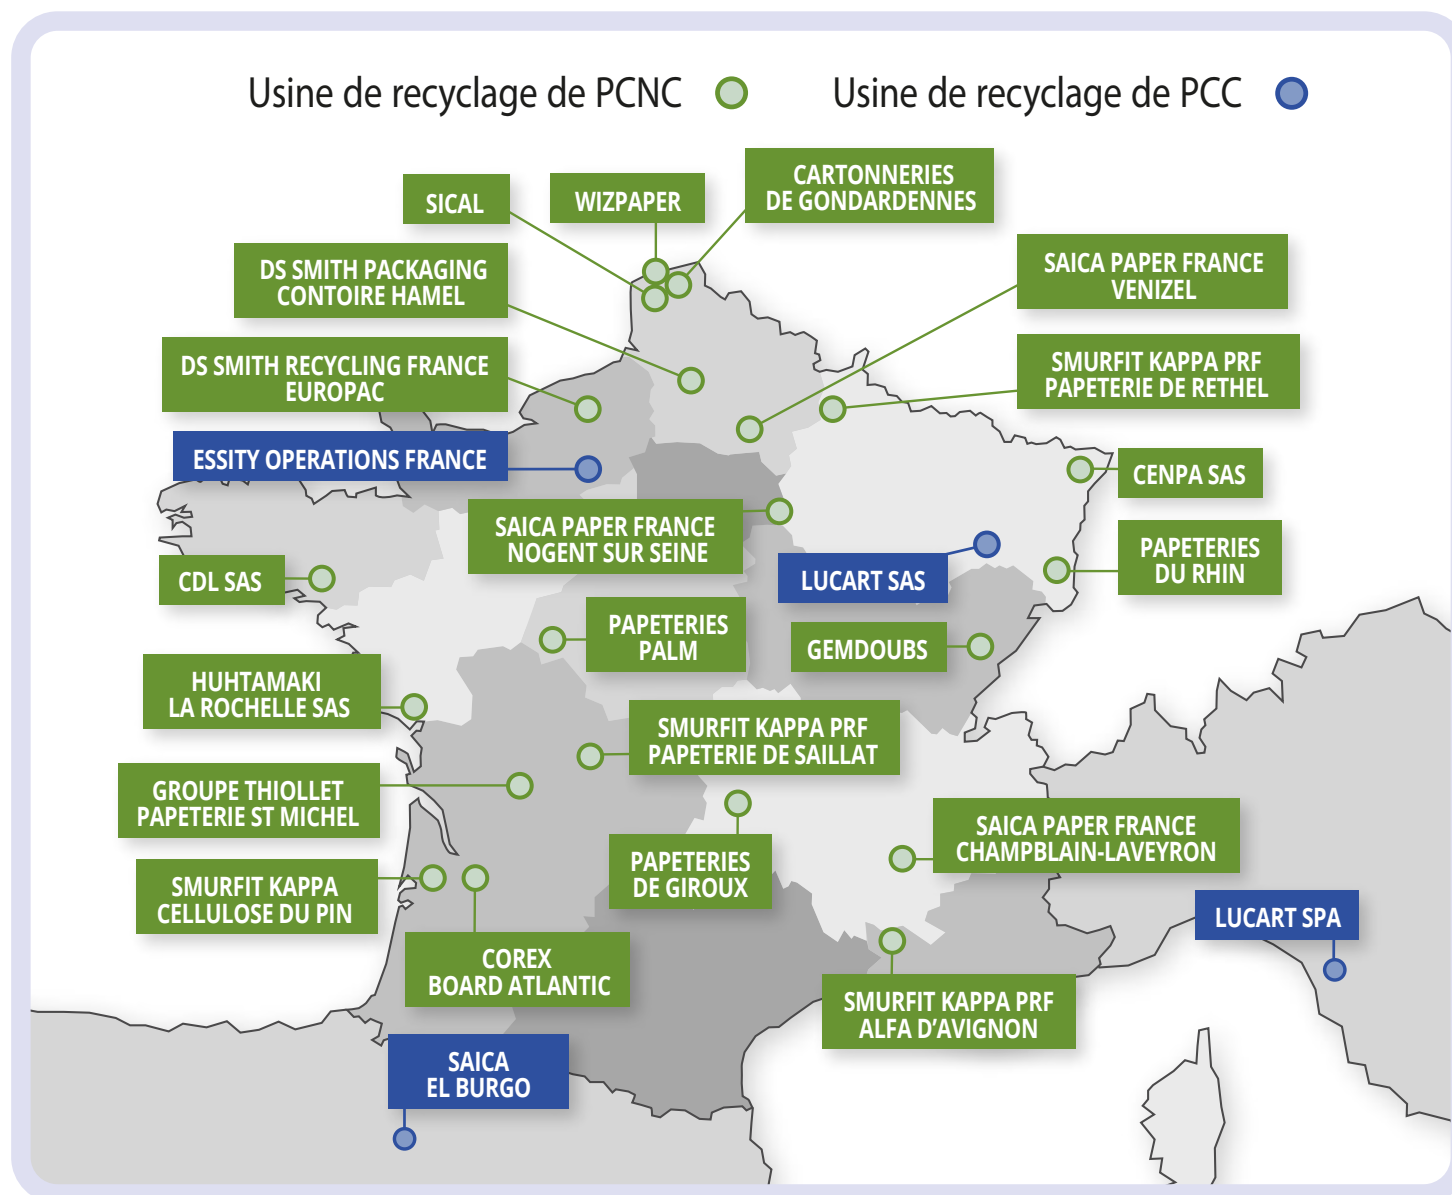 Usine de recyclage de PCNC
Usine de recyclage de PCC
SICAL
WIZPAPER
CARTONNERIES
DE GONDARDENNES
DS SMITH PACKAGING
CONTOIRE HAMEL
SAICA PAPER FRANCE
VENIZEL
DS SMITH RECYCLING FRANCE
EUROPAC
SMURFIT KAPPA PRF
PAPETERIE DE RETHEL
ESSITY OPERATIONS FRANCE
CENPA SAS
SAICA PAPER FRANCE
NOGENT SUR SEINE
PAPETERIES
DU RHIN
CDL SAS
LUCART SAS
PAPETERIES
PALM
GEMDOUBS
HUHTAMAKI
LA ROCHELLE SAS
SMURFIT KAPPA PRF
PAPETERIE DE SAILLAT
GROUPE THIOLLET
PAPETERIE ST MICHEL
SAICA PAPER FRANCE
CHAMPBLAIN-LAVEYRON
PAPETERIES
DE GIROUX
SMURFIT KAPPA
CELLULOSE DU PIN
LUCART SPA
COREX
BOARD ATLANTIC
SMURFIT KAPPA PRF
ALFA D'AVIGNON
SAICA
EL BURGO